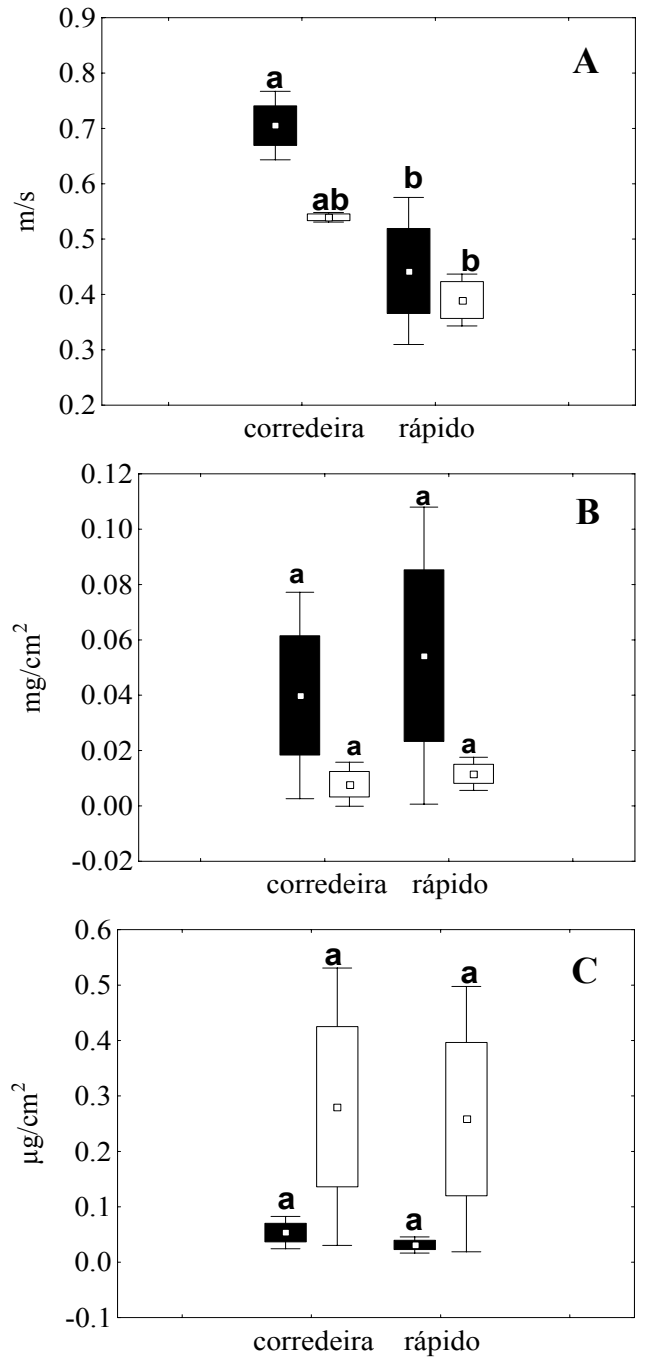 0.9
A
a
0.8
0.7
b
0.6
ab
m/s
0.5
b
0.4
0.3
0.2
corredeira rápido
0.12
a
B
0.10
a
0.08
0.06
mg/cm²
0.04
a
a
0.02
0.00
-0.02
corredeira rápido
0.6
a
a
C
0.5
0.4
0.3
µg/cm²
0.2
a
a
0.1
0.0
-0.1
corredeira rápido